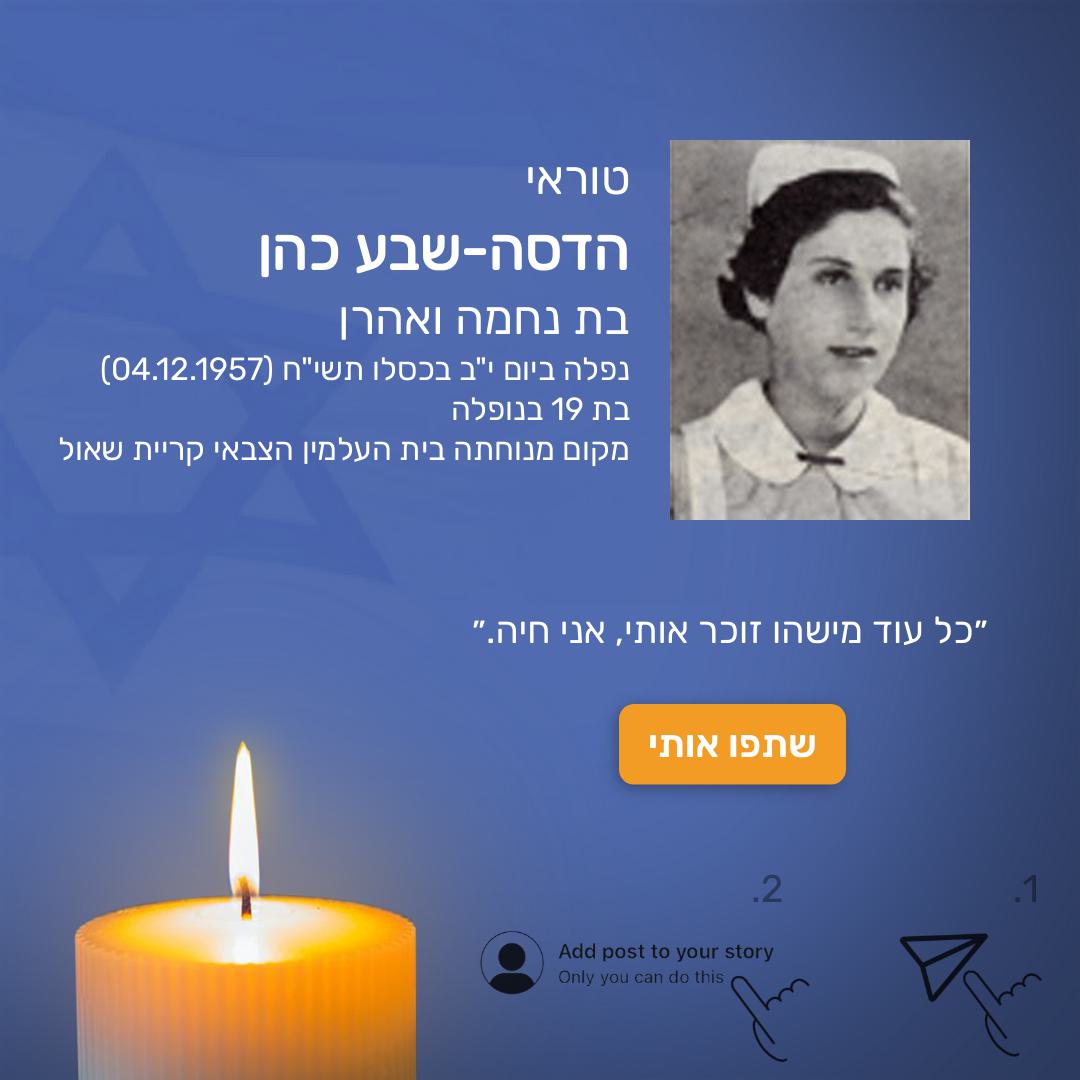 טוראי
הדסה-שבע כהן
בת נחמה ואהרן
נפלה ביום י"ב בכסלו תשי"ח (04.12.1957)
בת 19 בנופלה
מקום מנוחתה בית העלמין הצבאי קריית שאול
״כל עוד מישהו זוכר אותי, אני חיה.״
שתפו אותי
1.
2.
Add post to your story
Only you can do this